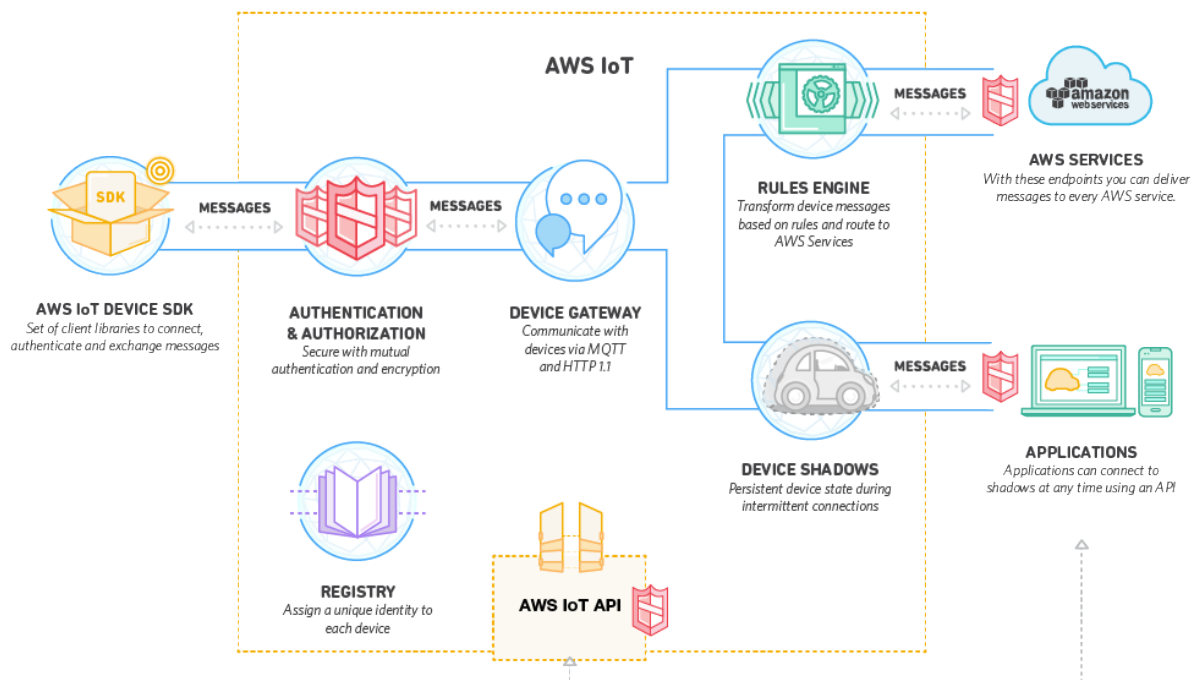 AWS IoT
MESSAGES
amazon
web services
AWS SERVICES
With these endpoints you can deliver
messages to every AWS service.
RULES ENGINE
Transform device messages
based on rules and route to
AWS Services
SDK
MESSAGES
MESSAGES
AWS IoT DEVICE SDK
Set of client libraries to connect,
authenticate and exchange messages
AUTHENTICATION
& AUTHORIZATION
Secure with mutual
authentication and encryption
DEVICE GATEWAY
Communicate with
devices via MQTT
and HTTP 1.1
MESSAGES
DEVICE SHADOWS
Persistent device state during
intermittent connections
APPLICATIONS
Applications can connect to
shadows at any time using an API
REGISTRY
Assign a unique identity to
each device
AWS IoT API